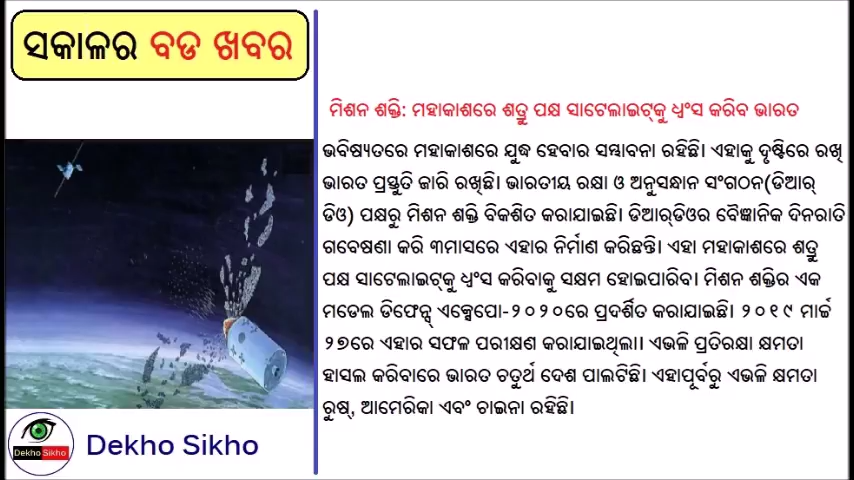 ସକାଳର ବଡ ଖବର
ମିଶନ ଶକ୍ତି: ମହାକାଶରେ ଶତ୍ରୁ ପକ୍ଷ ସାଟେଲାଇଟ୍‌କୁ ଧ୍ୱଂସ କରିବ ଭାରତ
ଭବିଷ୍ୟତରେ ମହାକାଶରେ ଯୁଦ୍ଧ ହେବାର ସମ୍ଭାବନା ରହିଛି। ଏହାକୁ ଦୃଷ୍ଟିରେ ରଖି
ଭାରତ ପ୍ରସ୍ତୁତି ଜାରି ରଖିଛି। ଭାରତୀୟ ରକ୍ଷା ଓ ଅନୁସନ୍ଧାନ ସଂଗଠନ(ଡିଆର୍
ଡିଓ) ପକ୍ଷରୁ ମିଶନ ଶକ୍ତି ବିକଶିତ କରାଯାଇଛି। ଡିଆର୍‌ଡିଓର ବୈଜ୍ଞାନିକ ଦିନରାତି
ଗବେଷଣା କରି ୩ମାସରେ ଏହାର ନିର୍ମାଣ କରିଛନ୍ତି। ଏହା ମହାକାଶରେ ଶତ୍ରୁ
ପକ୍ଷ ସାଟେଲାଇଟ୍‌କୁ ଧ୍ୱଂସ କରିବାକୁ ସକ୍ଷମ ହୋଇପାରିବ। ମିଶନ ଶକ୍ତିର ଏକ
ମଡେଲ ଡିଫେନ୍ସ ଏକ୍ସେପୋ-୨୦୨୦ରେ ପ୍ରଦର୍ଶିତ କରାଯାଇଛି। ୨୦୧୯ ମାର୍ଚ୍ଚ
୨୭ରେ ଏହାର ସଫଳ ପରୀକ୍ଷଣ କରାଯାଇଥିଲା। ଏଭଳି ପ୍ରତିରକ୍ଷା କ୍ଷମତା
ହାସଲ କରିବାରେ ଭାରତ ଚତୁର୍ଥ ଦେଶ ପାଲଟିଛି। ଏହାପୂର୍ବରୁ ଏଭଳି କ୍ଷମତା
ରୁଷ୍, ଆମେରିକା ଏବଂ ଚାଇନା ରହିଛି।
Dekho Sikho
Dekho Sikho